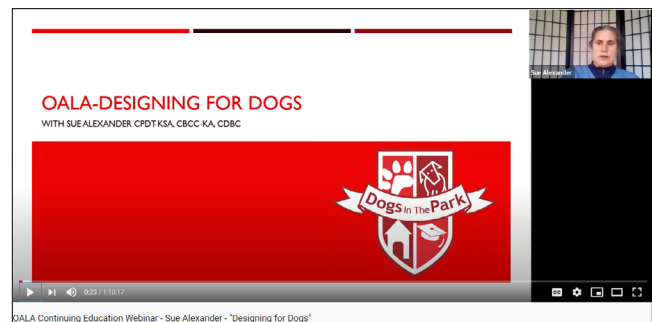 Sue Alexander
OALA-DESIGNING FOR DOGS
WITH SUE ALEXANDER CPDT-KSA, CBCC-KA, CDBC
Dogs In The Park
0:23 / 1:10:17
CC
OALA Continuing Education Webinar - Sue Alexander - "Designing for Dogs"